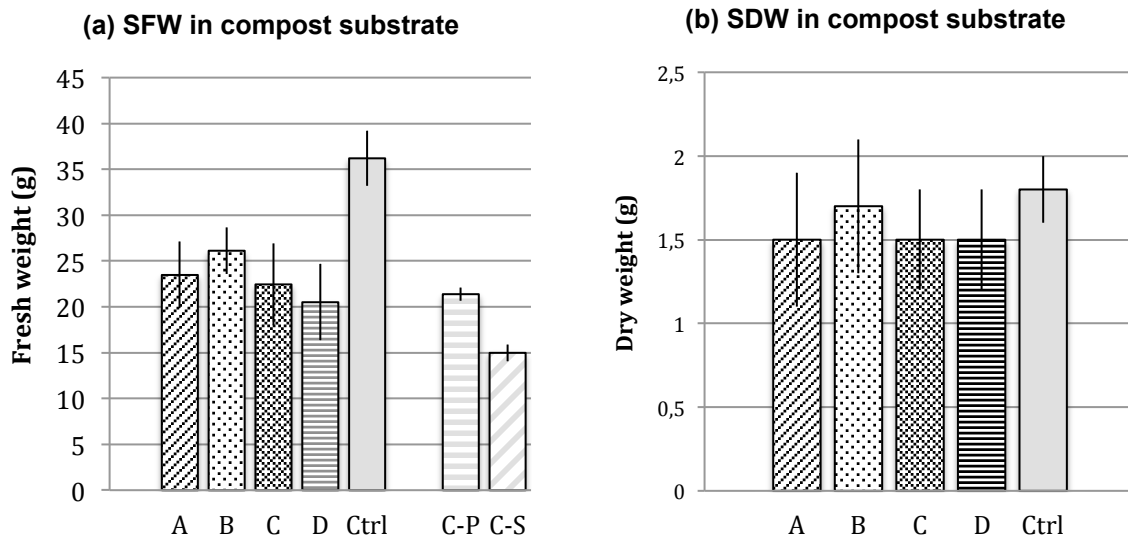 (a) SFW in compost substrate
Fresh weight (g)
45
40
35
30
25
20
15
10
5
0
A B C D Ctrl C-P C-S
(b) SDW in compost substrate
Dry weight (g)
2,5
2
1,5
1
0,5
0
A B C D Ctrl